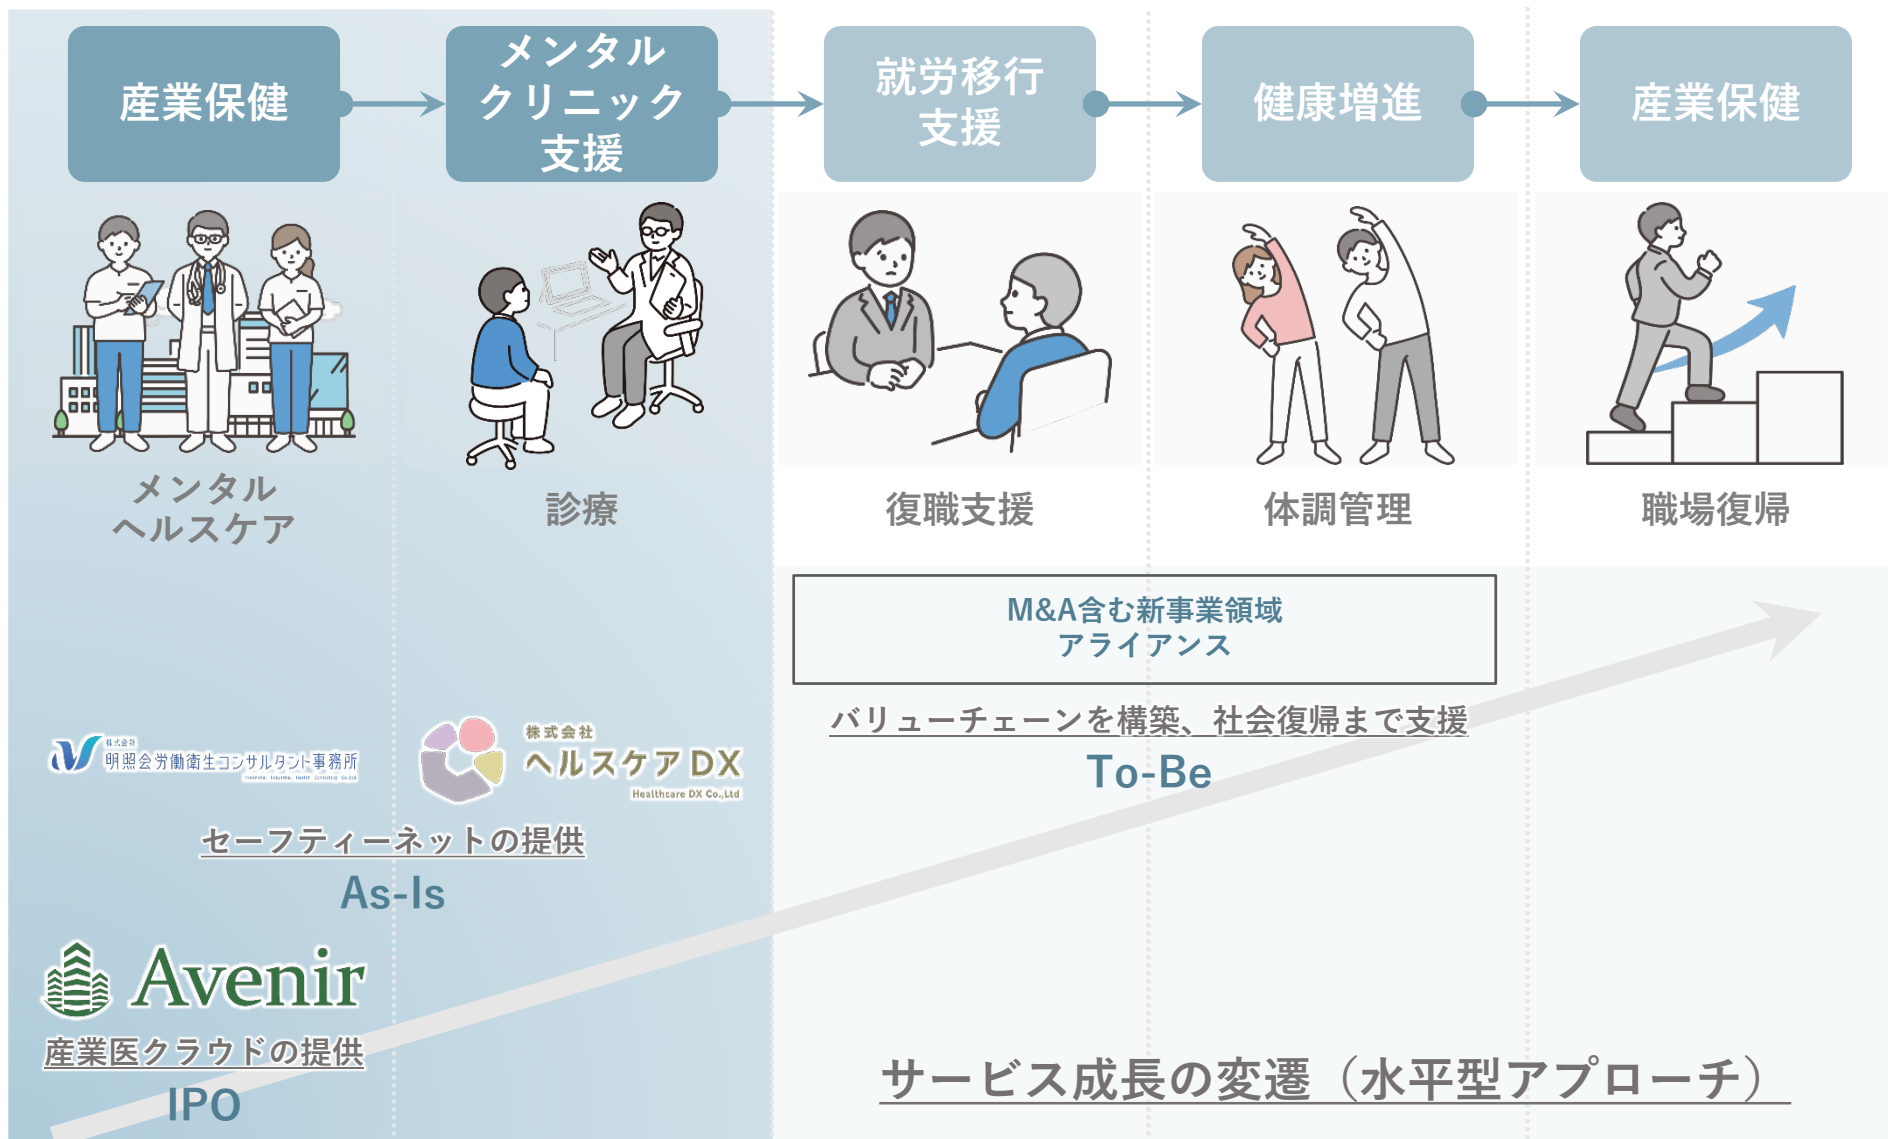 産業保健
メンタル
クリニック
支援
就労移行
支援
健康増進
産業保健
メンタル
ヘルスケア
診療
復職支援
体調管理
職場復帰
M&A含む新事業領域
アライアンス
バリューチェーンを構築、社会復帰まで支援
To-Be
株式会社
明照会労働衛生コンサルタント事務所
株式会社
ヘルスケアDX
Healthcare DX Co.,Ltd
セーフティーネットの提供
As-Is
Avenir
産業医クラウドの提供
IPO
サービス成長の変遷（水平型アプローチ）